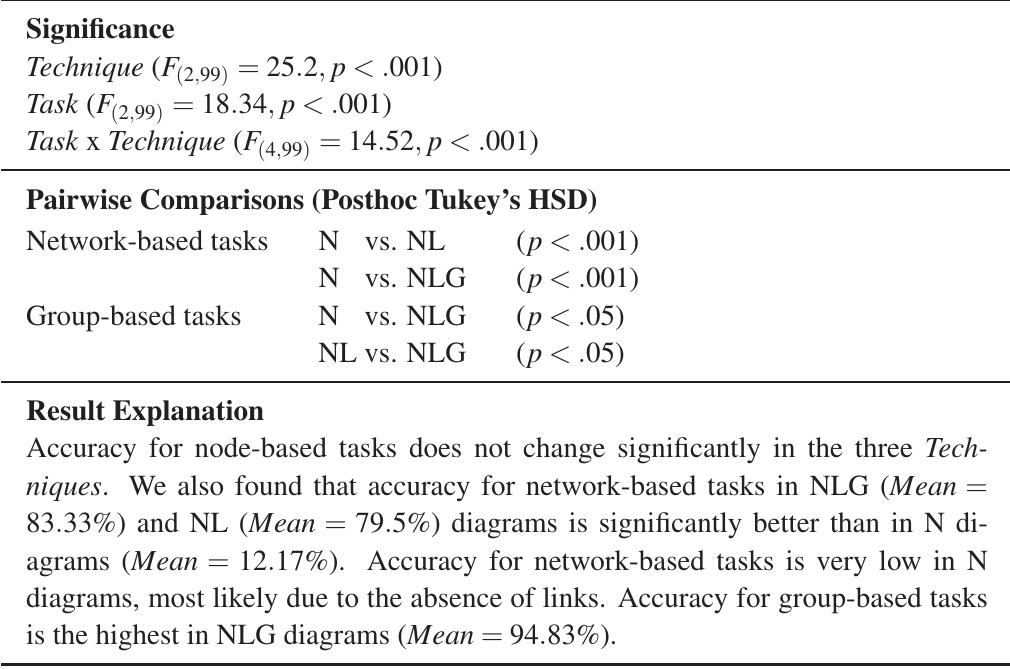 Significance
Technique (F(2,99) = 25.2, p < .001)
Task (F(2,99) = 18.34, p < .001)
Task x Technique (F(4,99) = 14.52, p < .001)
Pairwise Comparisons (Posthoc Tukey's HSD)
Network-based tasks N vs. NL (p < .001)
N vs. NLG (p < .001)
Group-based tasks N vs. NLG (p < .05)
NL vs. NLG (p < .05)
Result Explanation
Accuracy for node-based tasks does not change significantly in the three Tech-
niques. We also found that accuracy for network-based tasks in NLG (Mean =
83.33%) and NL (Mean = 79.5%) diagrams is significantly better than in N di-
agrams (Mean = 12.17%). Accuracy for network-based tasks is very low in N
diagrams, most likely due to the absence of links. Accuracy for group-based tasks
is the highest in NLG diagrams (Mean = 94.83%).